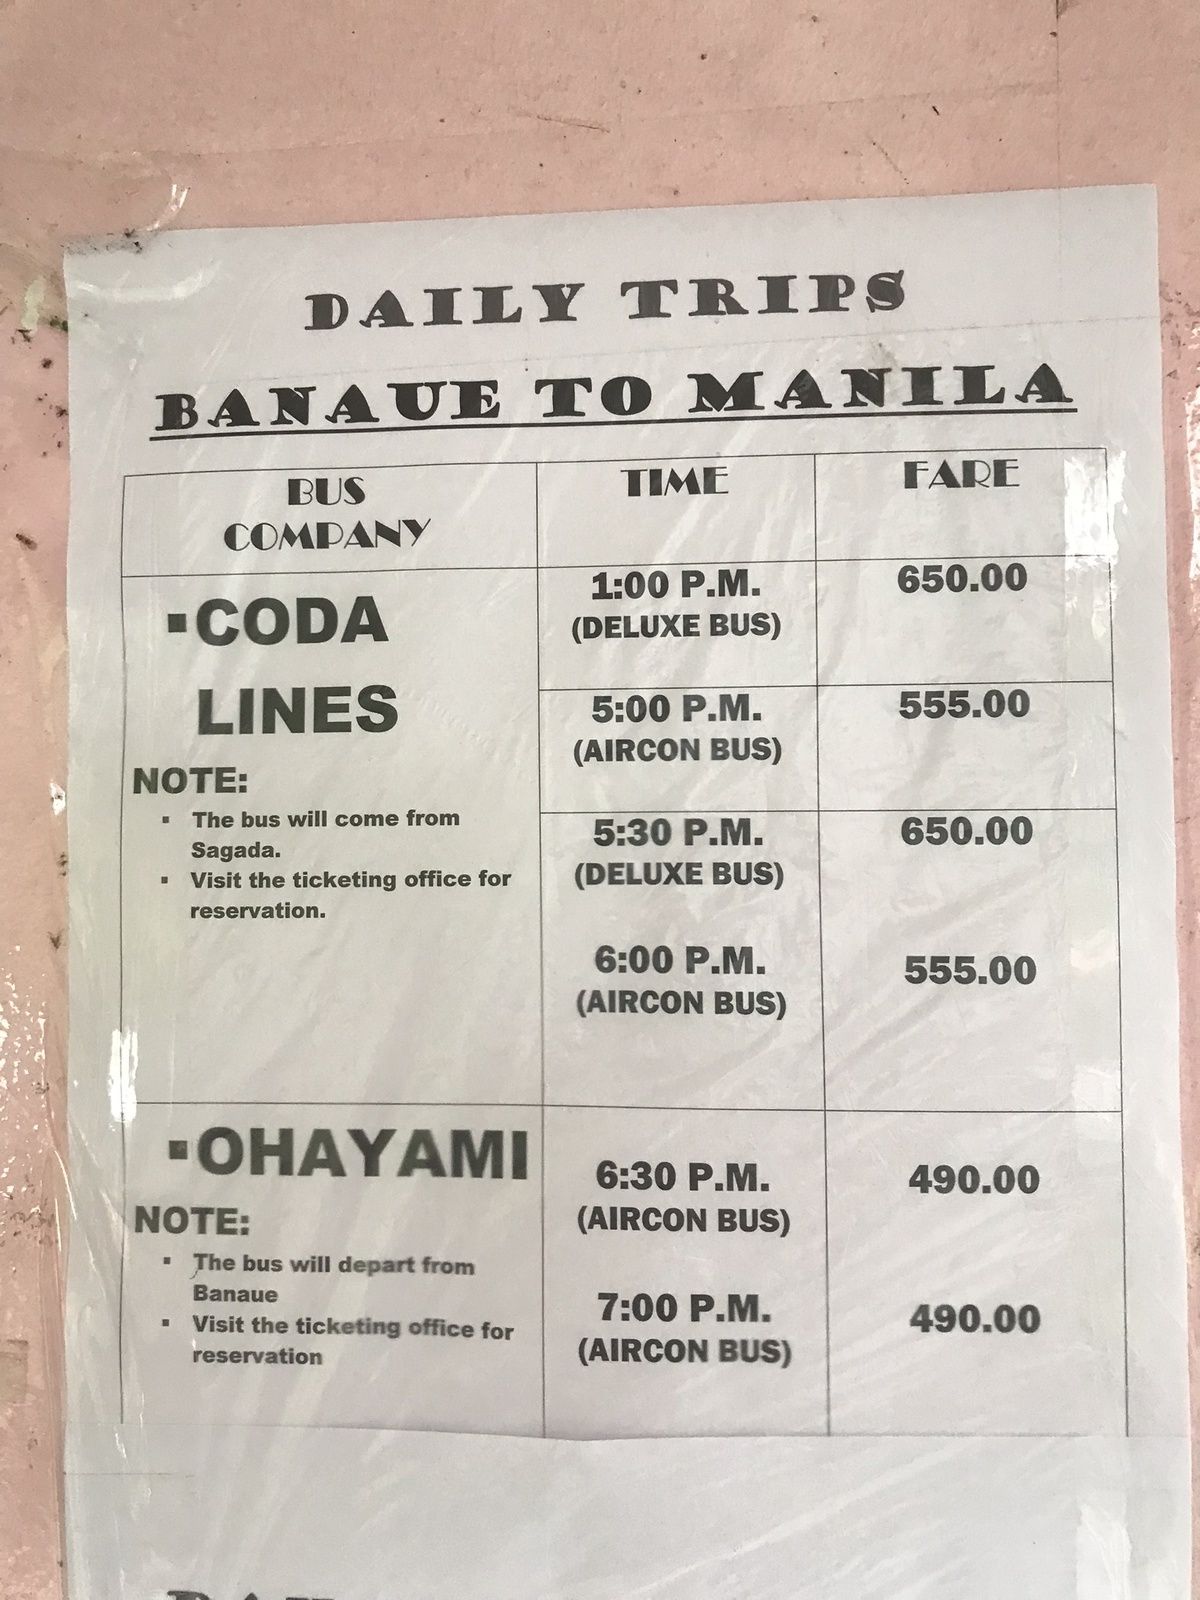 DAILY TRIPS
BANAUE TO MANILA
BUS
COMPANY
TIME
FARE
▪CODA
LINES
NOTE:
▪ The bus will come from
Sagada.
▪ Visit the ticketing office for
reservation.
1:00 P.M.
(DELUXE BUS)
650.00
5:00 P.M.
(AIRCON BUS)
555.00
5:30 P.M.
(DELUXE BUS)
650.00
6:00 P.M.
(AIRCON BUS)
555.00
▪OHAYAMI
NOTE:
▪ The bus will depart from
Banaue
▪ Visit the ticketing office for
reservation
6:30 P.M.
(AIRCON BUS)
490.00
7:00 P.M.
(AIRCON BUS)
490.00